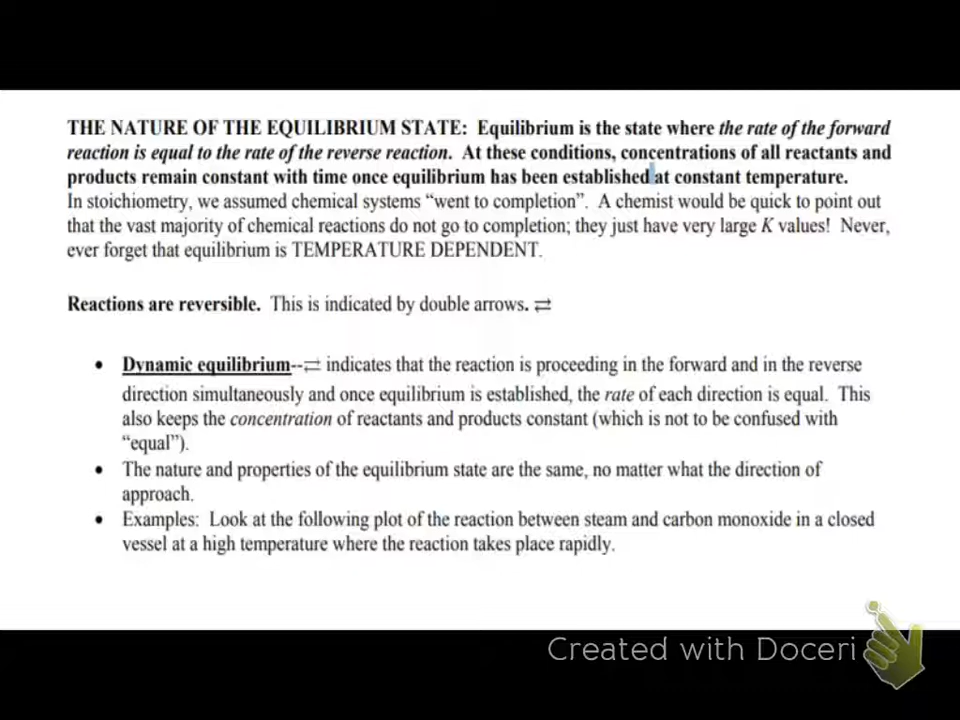 THE NATURE OF THE EQUILIBRIUM STATE: Equilibrium is the state where the rate of the forward
reaction is equal to the rate of the reverse reaction. At these conditions, concentrations of all reactants and
products remain constant with time once equilibrium has been established at constant temperature.
In stoichiometry, we assumed chemical systems “went to completion”. A chemist would be quick to point out
that the vast majority of chemical reactions do not go to completion; they just have very large K values! Never,
ever forget that equilibrium is TEMPERATURE DEPENDENT.
Reactions are reversible. This is indicated by double arrows. ⇄
• Dynamic equilibrium--⇄ indicates that the reaction is proceeding in the forward and in the reverse
direction simultaneously and once equilibrium is established, the rate of each direction is equal. This
also keeps the concentration of reactants and products constant (which is not to be confused with
“equal”).
• The nature and properties of the equilibrium state are the same, no matter what the direction of
approach.
• Examples: Look at the following plot of the reaction between steam and carbon monoxide in a closed
vessel at a high temperature where the reaction takes place rapidly.
Created with Doceri